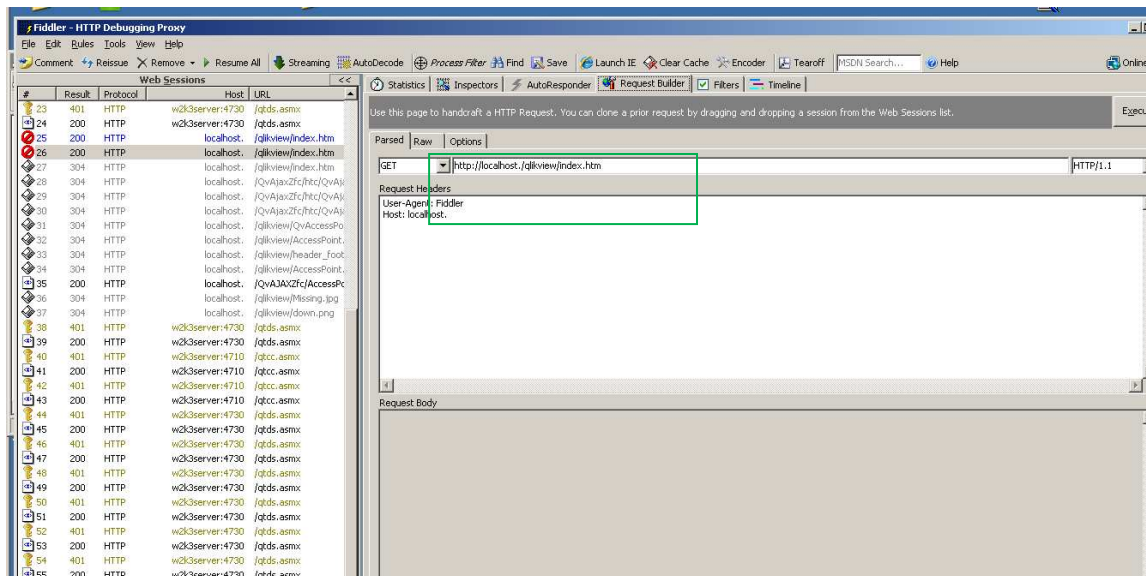 Fiddler - HTTP Debugging Proxy
File Edit Rules Tools View Help
Comment Reissue Remove Resume All Streaming AutoDecode Process Filter Find Save Launch IE Clear Cache Encoder Tearoff MSDN Search... Help Online
Web Sessions <<
Statistics Inspectors AutoResponder Request Builder Filters Timeline
# Result Protocol Host URL
Use this page to handcraft a HTTP Request. You can clone a prior request by dragging and dropping a session from the Web Sessions list.
Execu
Parsed Raw Options
GET http://localhost./qlikview/index.htm HTTP/1.1
Request Headers
User-Agent: Fiddler
Host: localhost.
Request Body
23 401 HTTP w2k3server:4730 /qtds.asmx
24 200 HTTP w2k3server:4730 /qtds.asmx
25 200 HTTP localhost. /qlikview/index.htm
26 200 HTTP localhost. /qlikview/index.htm
27 304 HTTP localhost. /qlikview/index.htm
28 304 HTTP localhost. /QvAjaxZfc/htc/QvAja
29 304 HTTP localhost. /QvAjaxZfc/htc/QvAja
30 304 HTTP localhost. /QvAjaxZfc/htc/QvAja
31 304 HTTP localhost. /qlikview/QvAccessPo
32 304 HTTP localhost. /qlikview/AccessPoint.
33 304 HTTP localhost. /qlikview/header_foot
34 304 HTTP localhost. /qlikview/AccessPoint.
35 200 HTTP localhost. /QvAJAXZfc/AccessPo
36 304 HTTP localhost. /qlikview/Missing.jpg
37 304 HTTP localhost. /qlikview/down.png
38 401 HTTP w2k3server:4730 /qtds.asmx
39 200 HTTP w2k3server:4730 /qtds.asmx
40 401 HTTP w2k3server:4710 /qtcc.asmx
41 200 HTTP w2k3server:4710 /qtcc.asmx
42 401 HTTP w2k3server:4710 /qtcc.asmx
43 200 HTTP w2k3server:4710 /qtcc.asmx
44 401 HTTP w2k3server:4730 /qtds.asmx
45 200 HTTP w2k3server:4730 /qtds.asmx
46 401 HTTP w2k3server:4730 /qtds.asmx
47 200 HTTP w2k3server:4730 /qtds.asmx
48 401 HTTP w2k3server:4730 /qtds.asmx
49 200 HTTP w2k3server:4730 /qtds.asmx
50 401 HTTP w2k3server:4730 /qtds.asmx
51 200 HTTP w2k3server:4730 /qtds.asmx
52 401 HTTP w2k3server:4730 /qtds.asmx
53 200 HTTP w2k3server:4730 /qtds.asmx
54 401 HTTP w2k3server:4730 /qtds.asmx
55 200 HTTP w2k3server:4730 /qtds.asmx